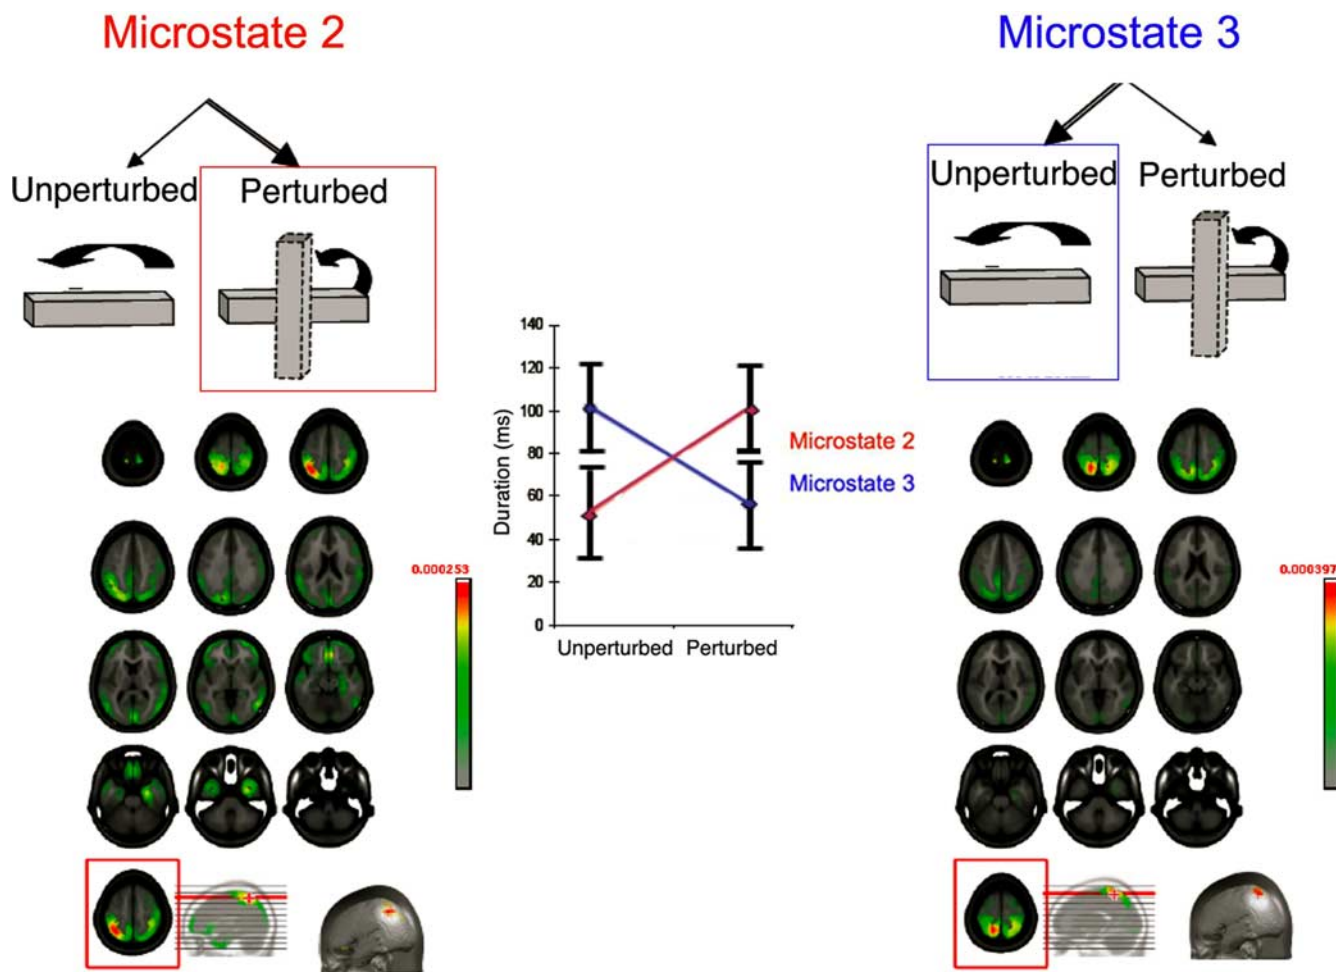 Microstate 2
Microstate 3
Unperturbed
Perturbed
Unperturbed
Perturbed
140
120
100
80
60
40
20
0
Duration (ms)
Unperturbed
Perturbed
Microstate 2
Microstate 3
0.000253
0.000397